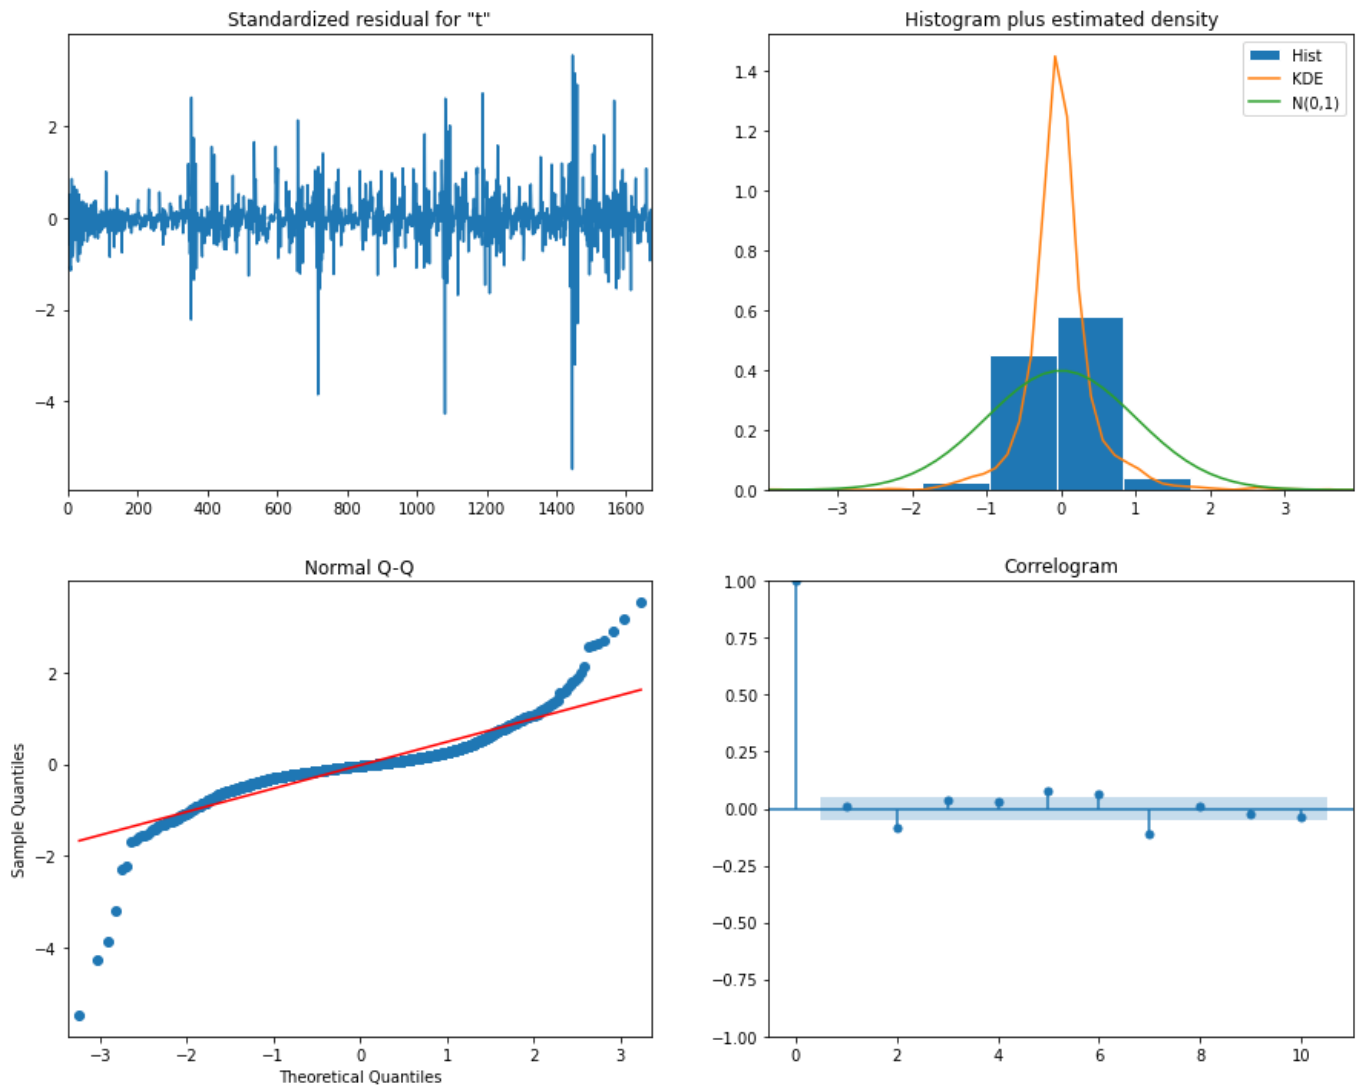 Standardized residual for "t"
2
0
−2
−4
0 200 400 600 800 1000 1200 1400 1600
Histogram plus estimated density
Hist
KDE
N(0,1)
1.4
1.2
1.0
0.8
0.6
0.4
0.2
0.0
−3 −2 −1 0 1 2 3
Normal Q-Q
Sample Quantiles
2
0
−2
−4
−3 −2 −1 0 1 2 3
Theoretical Quantiles
Correlogram
1.00
0.75
0.50
0.25
0.00
−0.25
−0.50
−0.75
−1.00
0 2 4 6 8 10